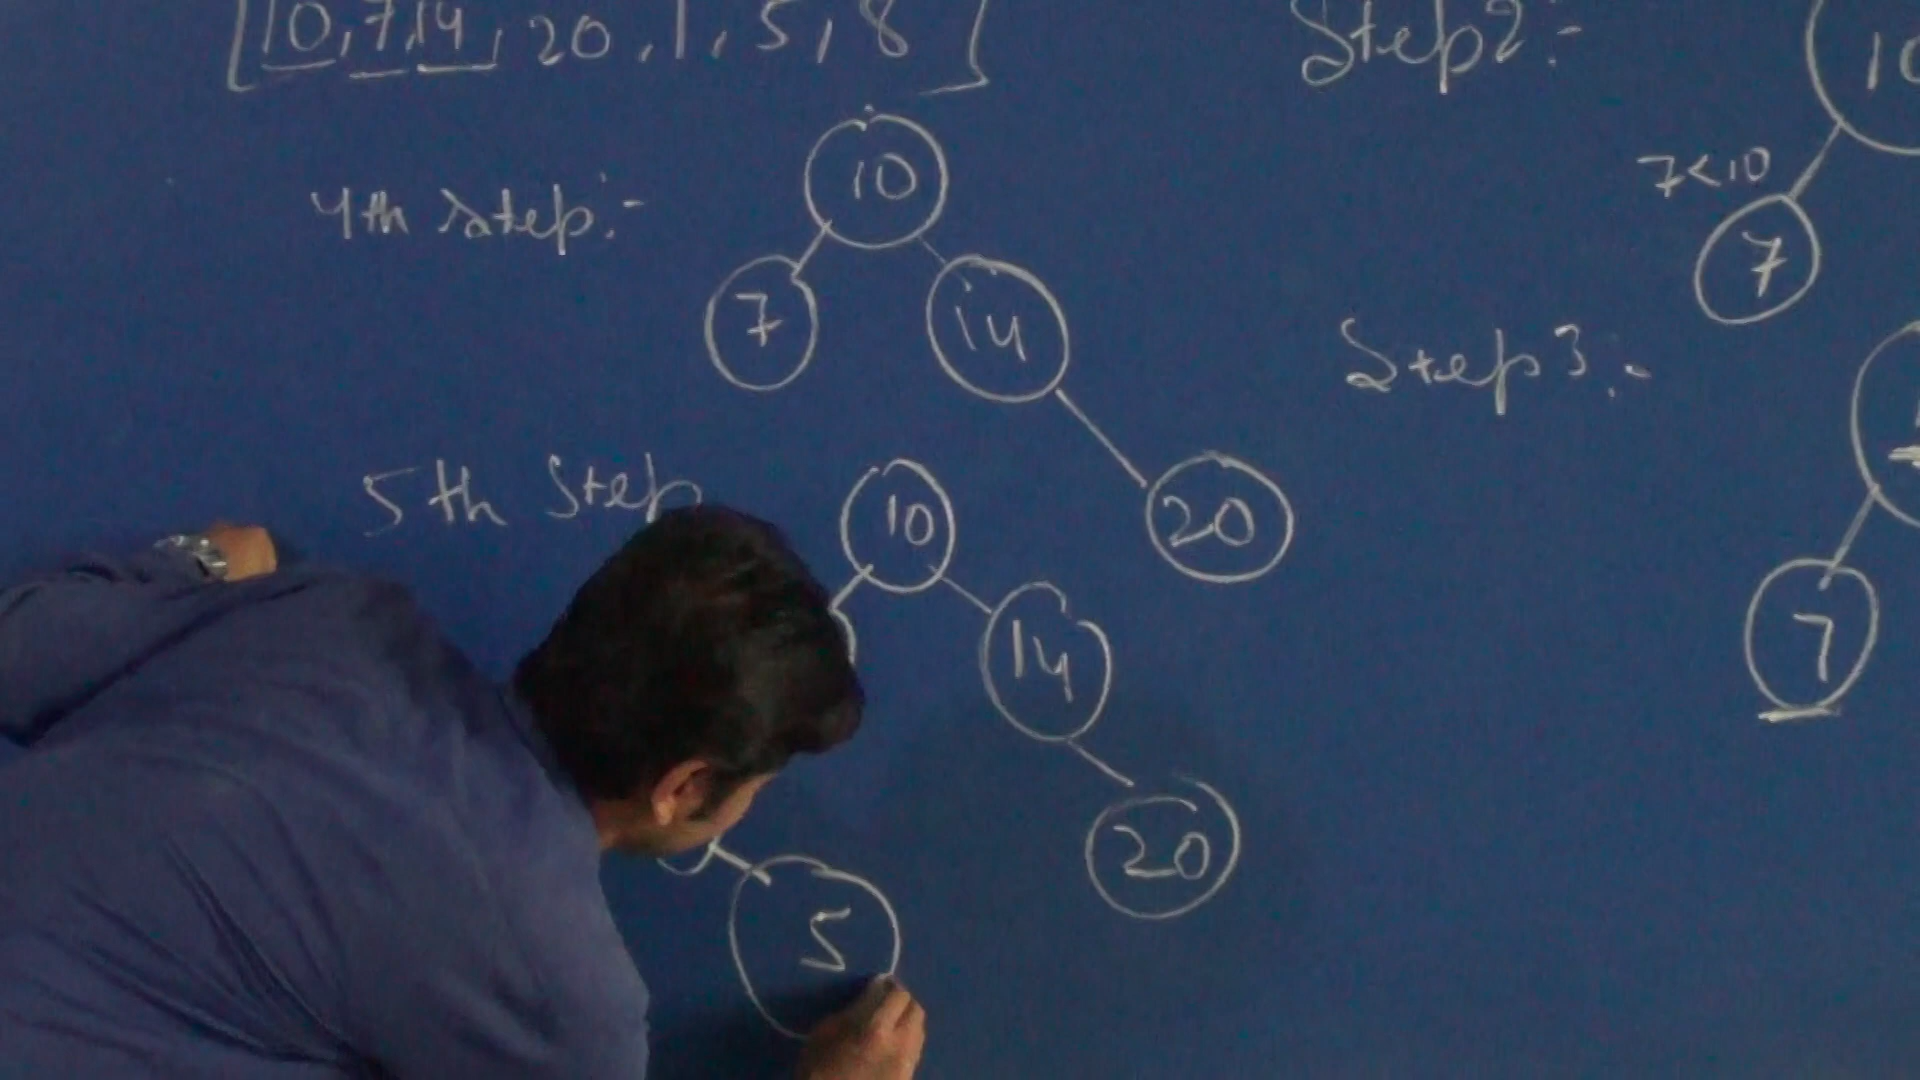 [10, 7, 14, 20, 1, 5, 8]
4th Step:-
10
7
14
20
5th Step
10
14
20
5
Step2:-
10
7<10
7
Step3:-
7